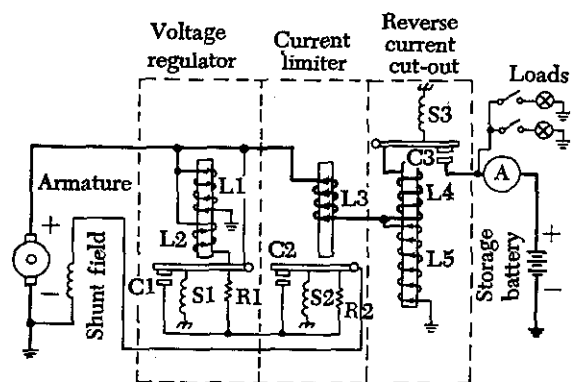 Voltage
regulator
Current
limiter
Reverse
current
cut-out
Loads
S3
C3
A
L1
L2
L3
L4
L5
Armature
+
−
Shunt field
C1
S1
R1
C2
S2
R2
Storage
battery
+
−